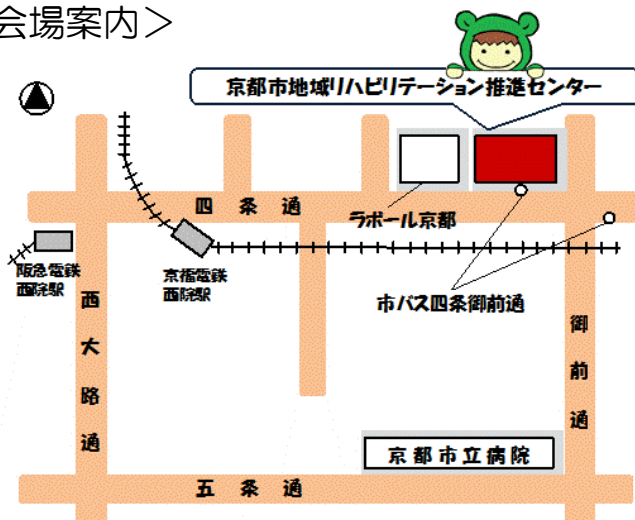 会場案内＞
京都市地域リハビリテーション推進センター
四条通
ラボール京都
阪急電鉄
西院駅
京福電鉄
西院駅
市バス四条御前通
西大路通
御前通
京都市立病院
五条通